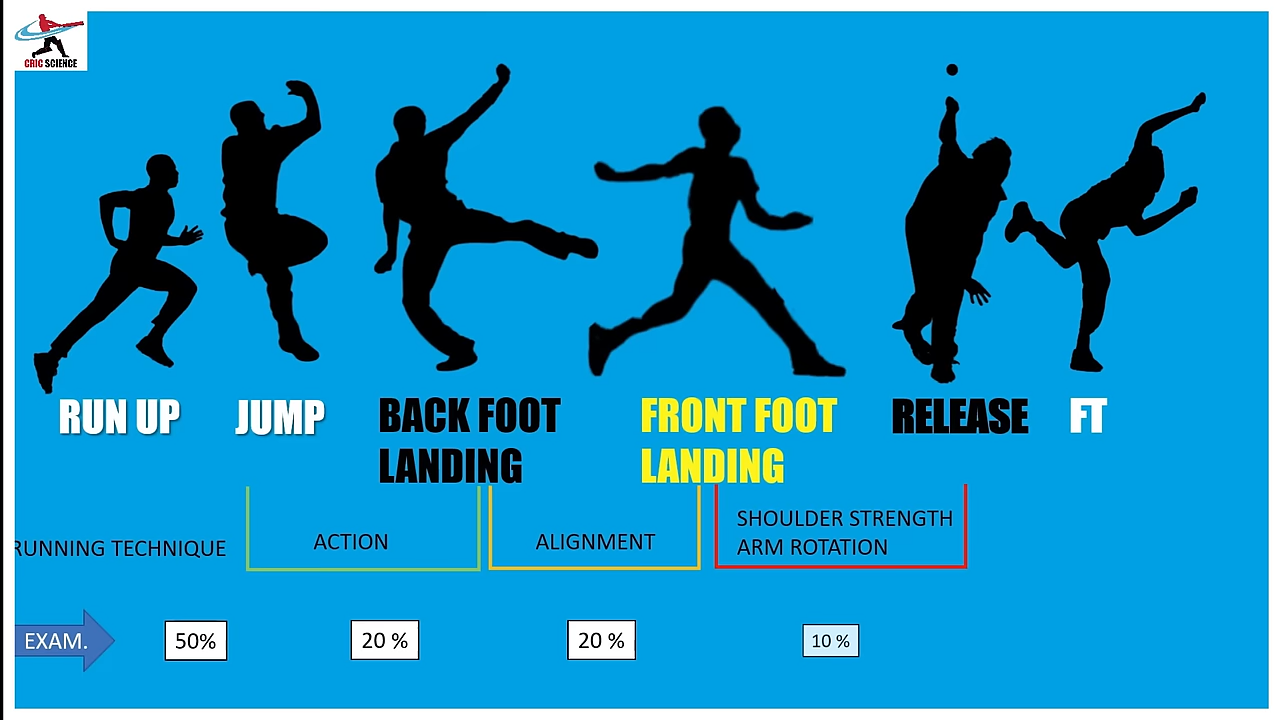 CRIC SCIENCE
RUN UP
JUMP
BACK FOOT
LANDING
FRONT FOOT
LANDING
RELEASE
FT
RUNNING TECHNIQUE
ACTION
ALIGNMENT
SHOULDER STRENGTH
ARM ROTATION
EXAM.
50%
20 %
20 %
10 %